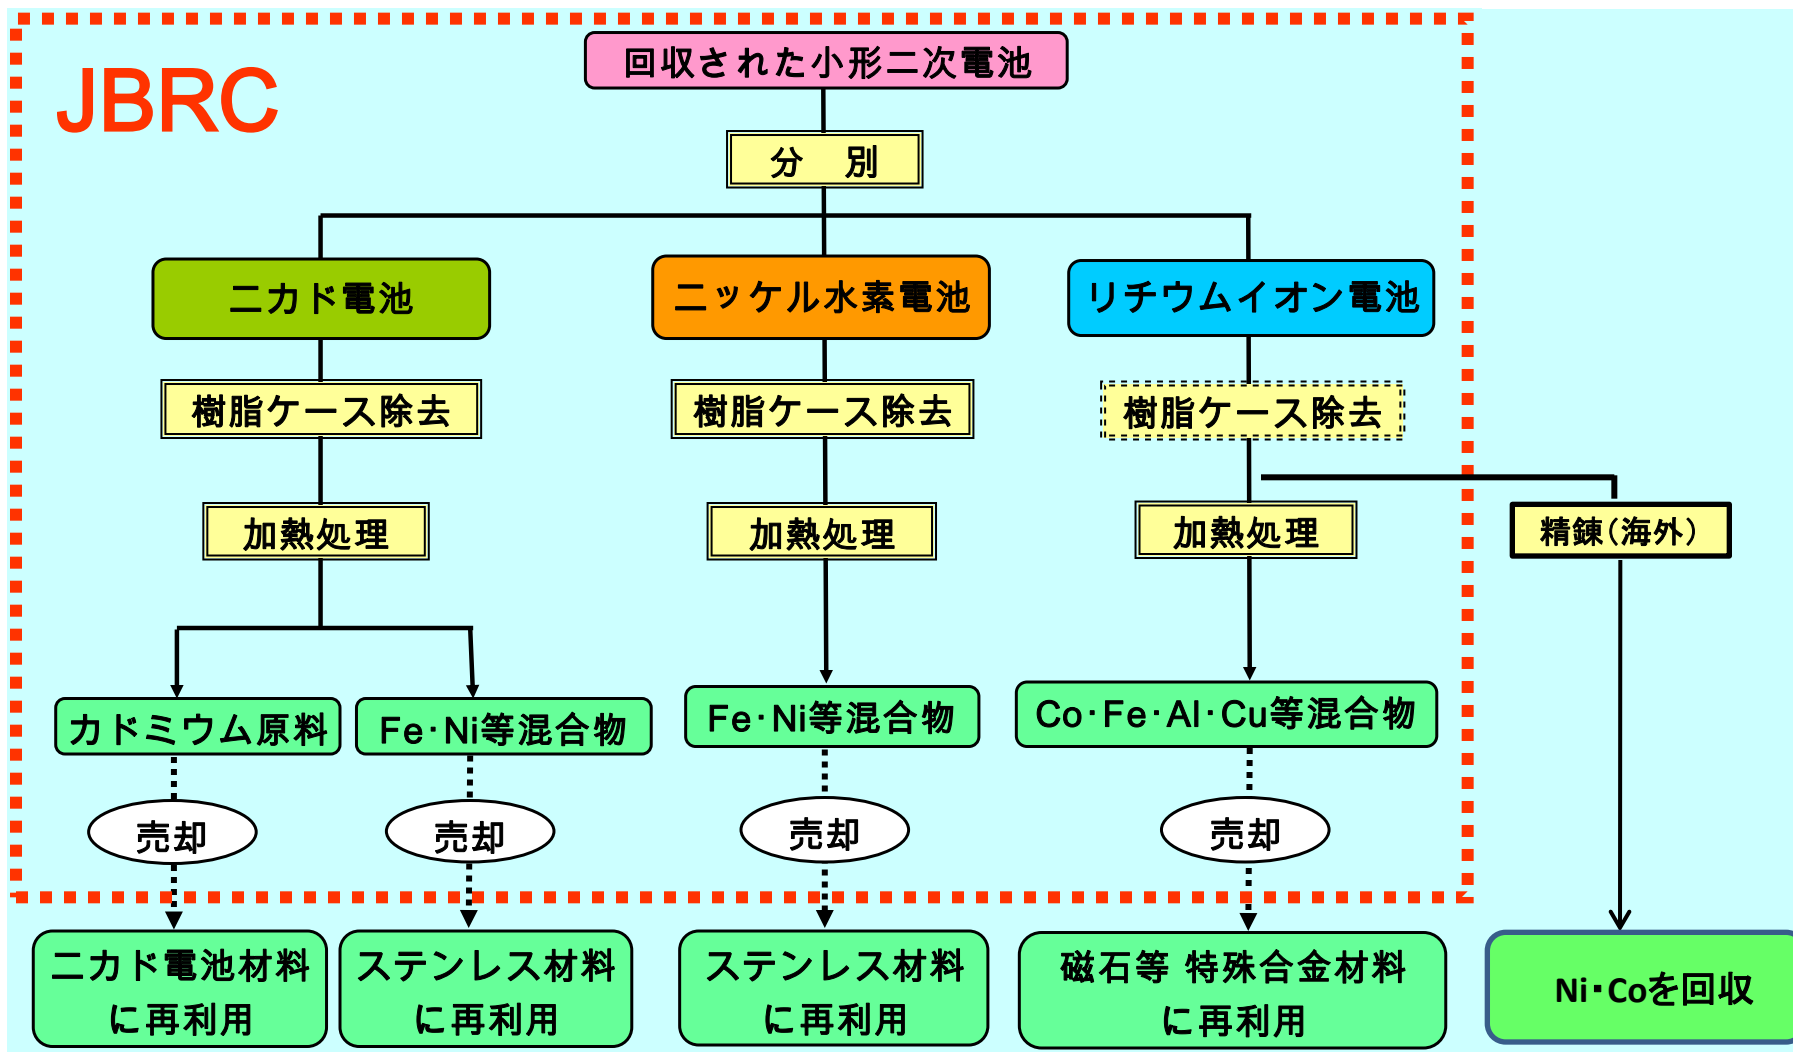 JBRC
回収された小形二次電池
分　別
ニカド電池
ニッケル水素電池
リチウムイオン電池
樹脂ケース除去
樹脂ケース除去
樹脂ケース除去
加熱処理
加熱処理
加熱処理
精錬(海外)
カドミウム原料
Fe･Ni等混合物
Fe･Ni等混合物
Co･Fe･Al･Cu等混合物
売却
売却
売却
売却
ニカド電池材料
に再利用
ステンレス材料
に再利用
ステンレス材料
に再利用
磁石等 特殊合金材料
に再利用
Ni･Coを回収